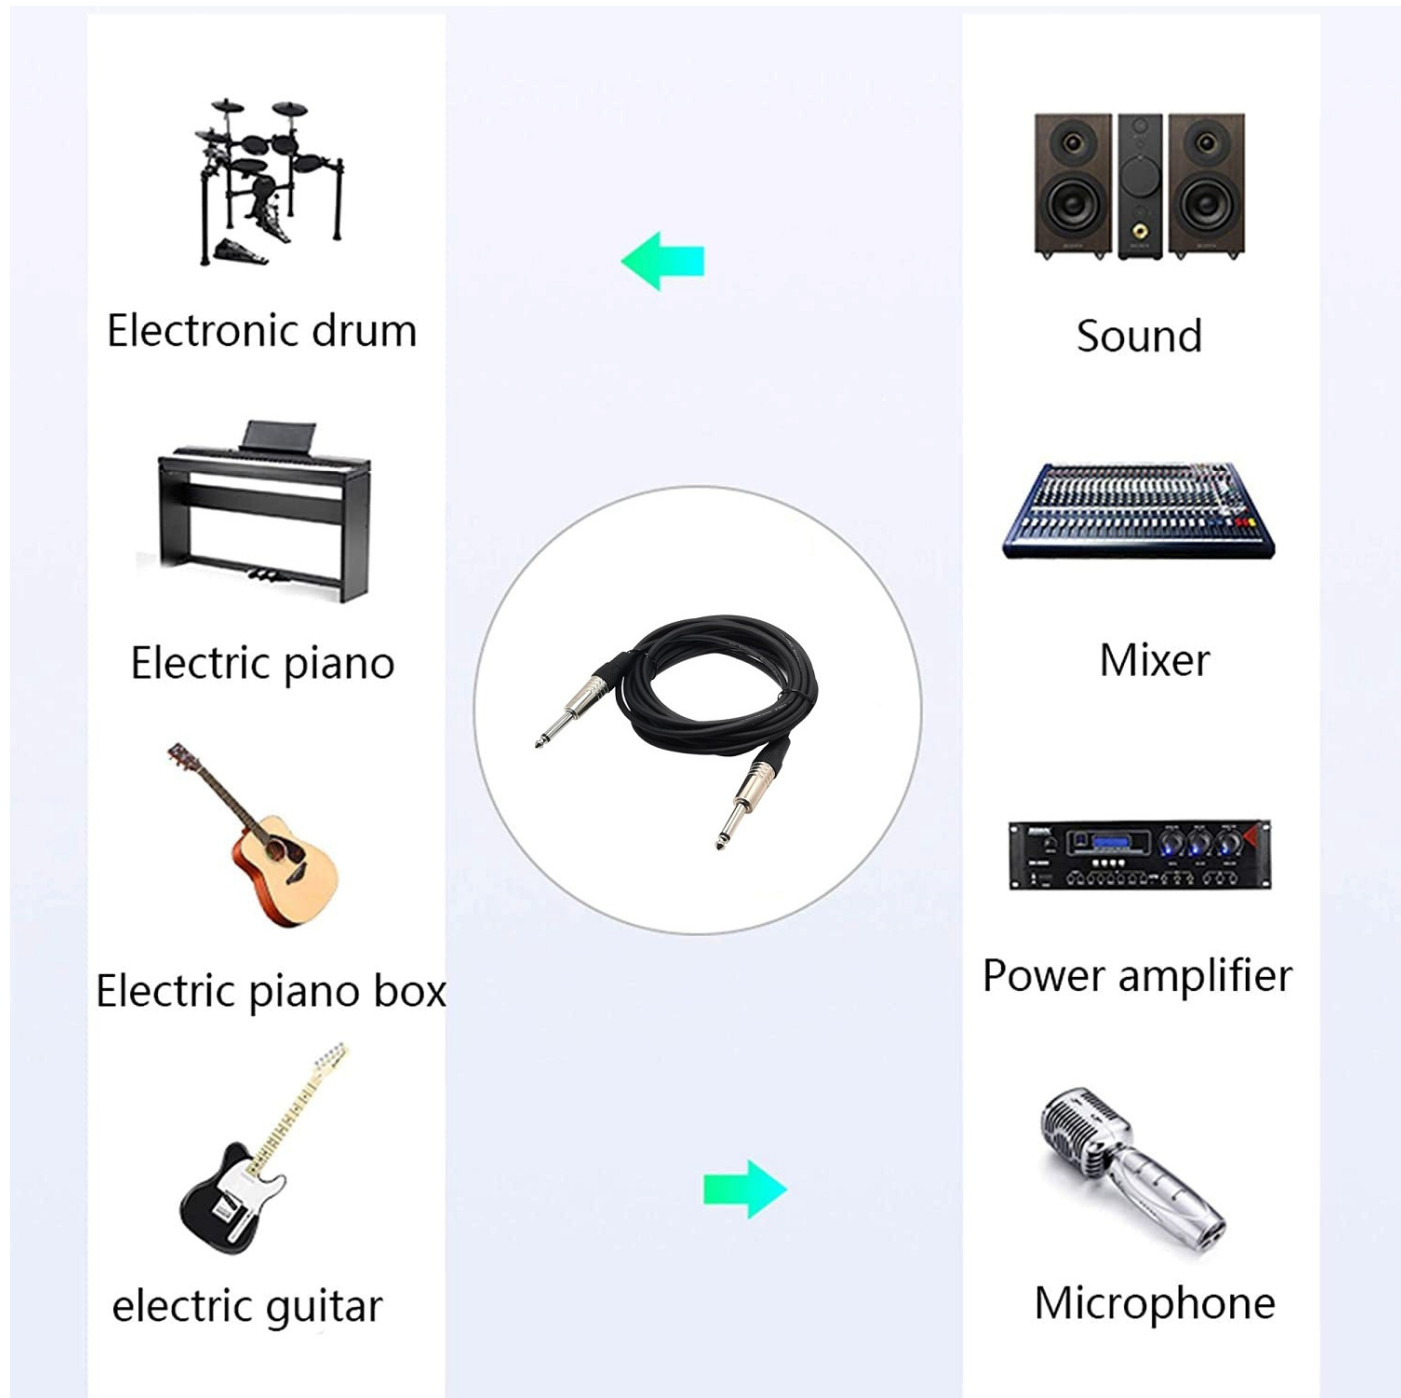 Electronic drum
Sound
Electric piano
Mixer
Electric piano box
Power amplifier
electric guitar
Microphone